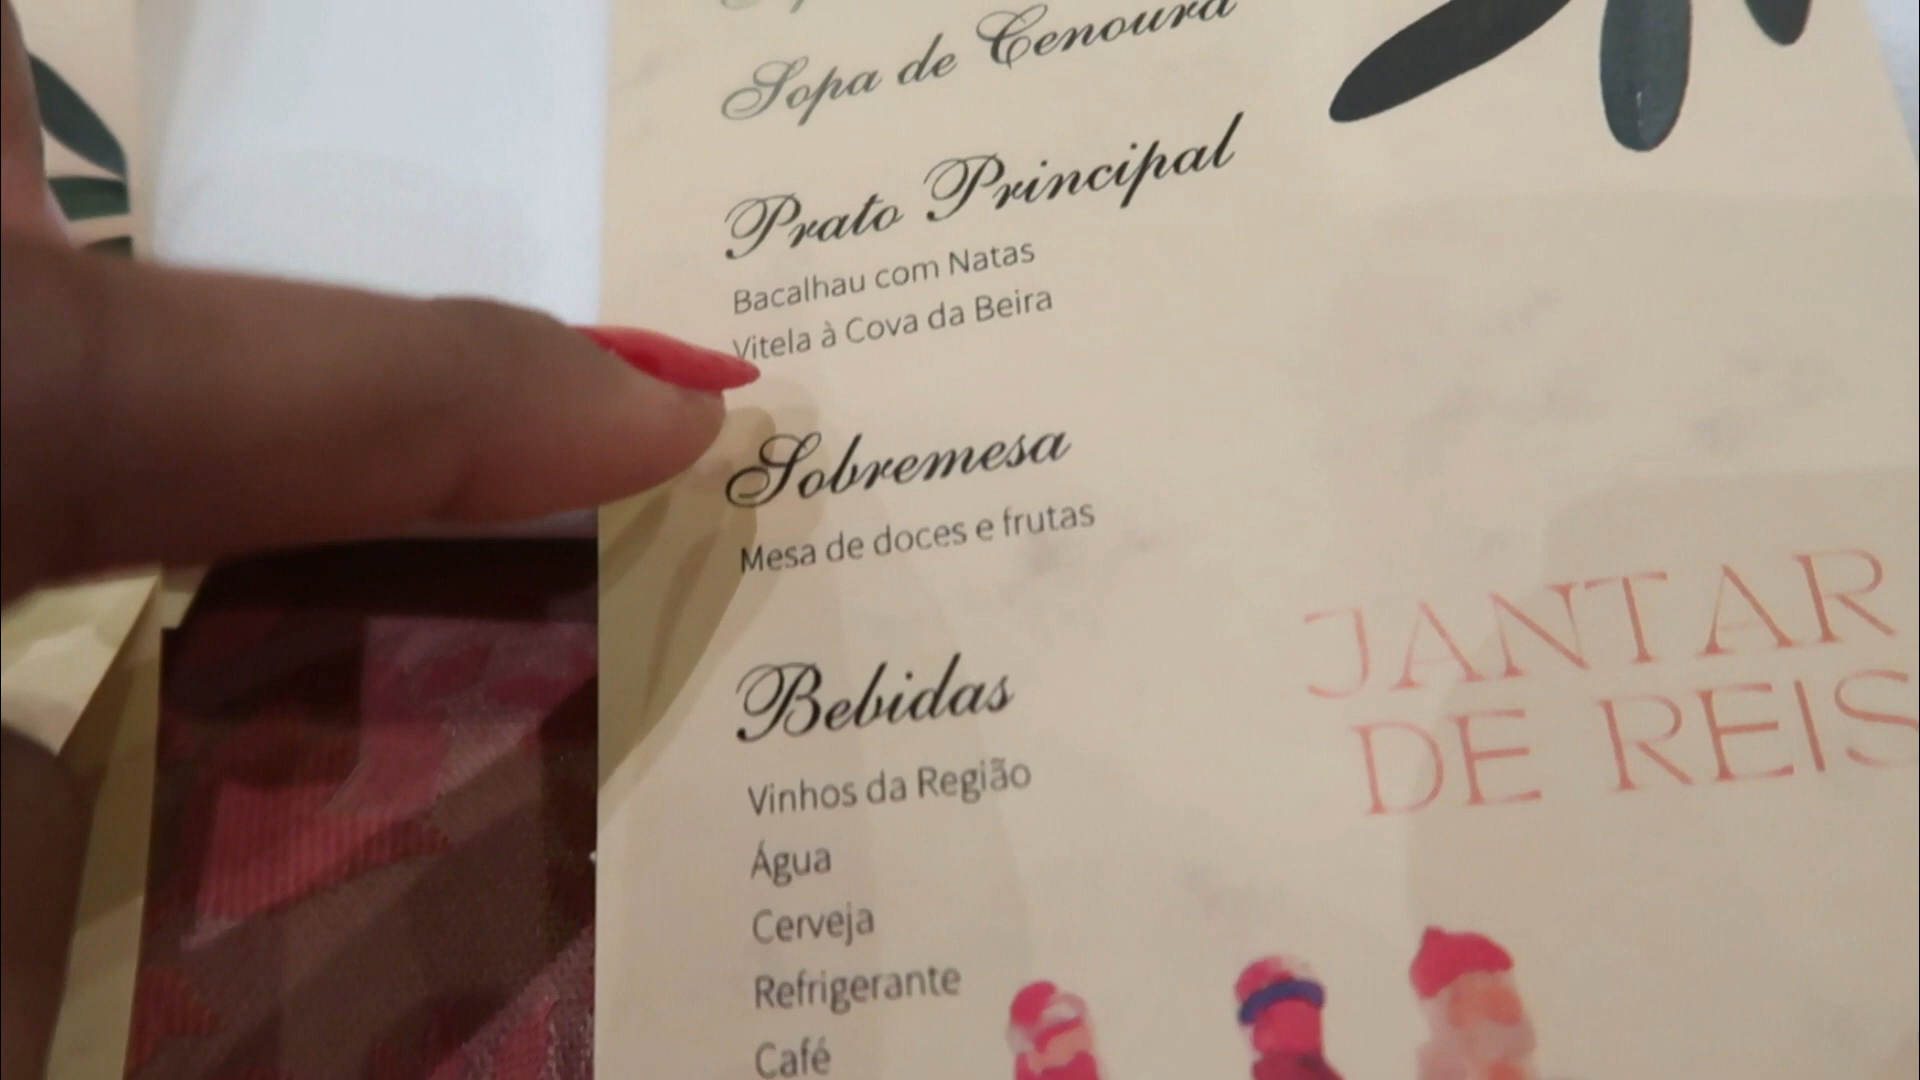 Sopa de Cenoura
Prato Principal
Bacalhau com Natas
Vitela à Cova da Beira
Sobremesa
Mesa de doces e frutas
Bebidas
Vinhos da Região
Água
Cerveja
Refrigerante
Café
JANTAR
DE REIS